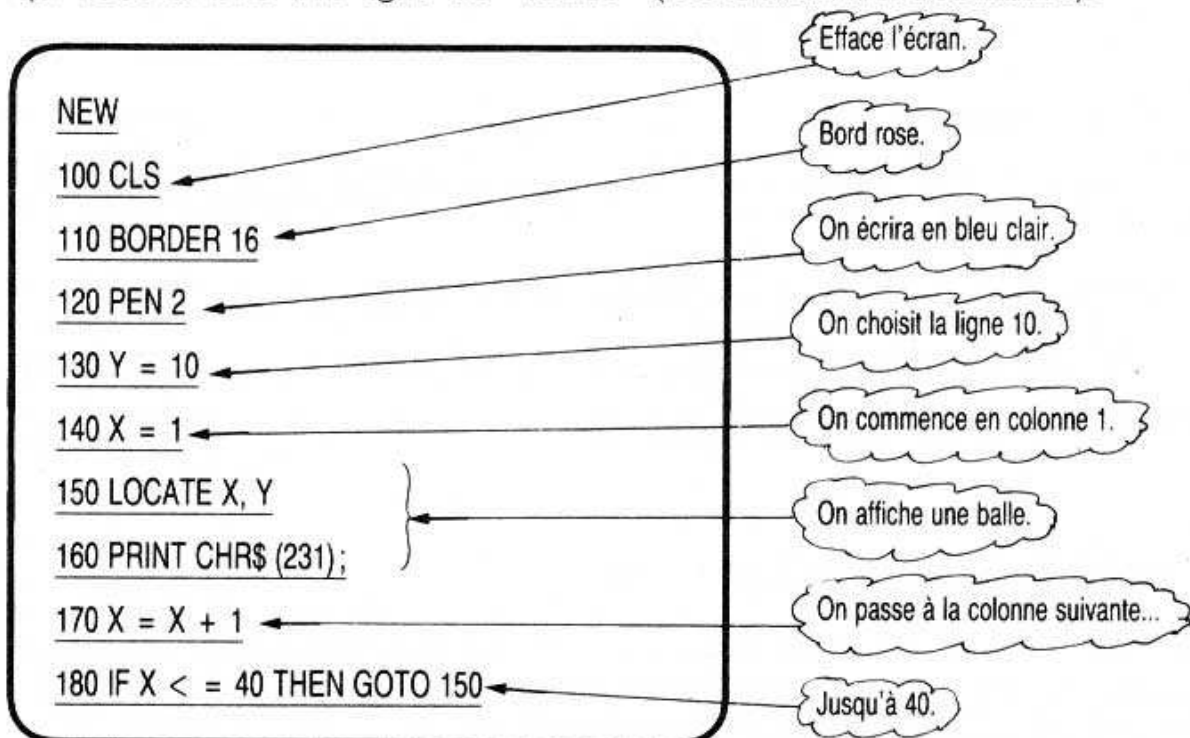 Efface l'écran.
NEW
Bord rose.
100 CLS
110 BORDER 16
On écrira en bleu clair.
120 PEN 2
On choisit la ligne 10.
130 Y = 10
On commence en colonne 1.
140 X = 1
150 LOCATE X, Y
On affiche une balle.
160 PRINT CHR$ (231);
On passe à la colonne suivante...
170 X = X + 1
180 IF X < = 40 THEN GOTO 150
Jusqu'à 40.